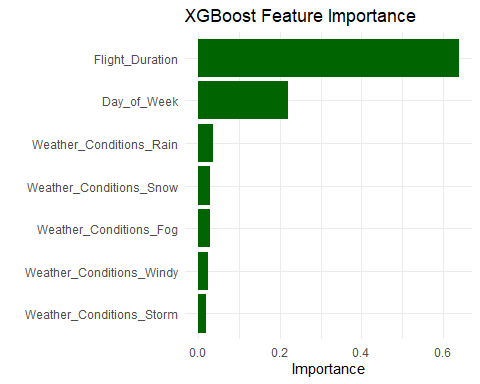 XGBoost Feature Importance
Flight_Duration
Day_of_Week
Weather_Conditions_Rain
Weather_Conditions_Snow
Weather_Conditions_Fog
Weather_Conditions_Windy
Weather_Conditions_Storm
0.0 0.2 0.4 0.6
Importance